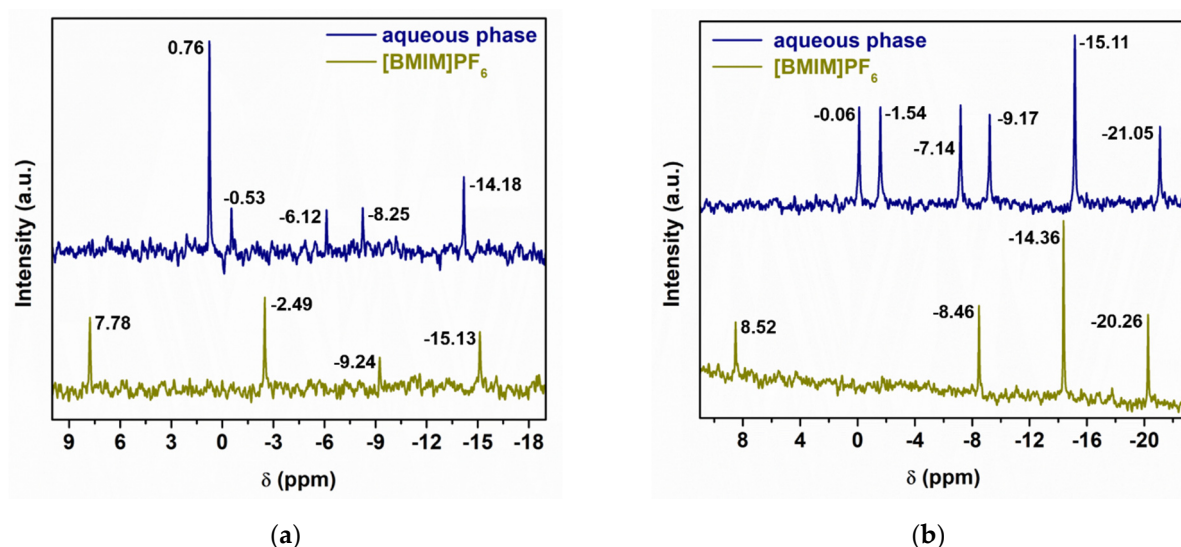 aqueous phase
[BMIM]PF6
0.76
-0.53
-6.12
-8.25
-14.18
7.78
-2.49
-9.24
-15.13
Intensity (a.u.)
9 6 3 0 -3 -6 -9 -12 -15 -18
δ (ppm)
(a)
aqueous phase
[BMIM]PF6
-0.06
-1.54
-7.14
-9.17
-15.11
-21.05
8.52
-8.46
-14.36
-20.26
Intensity (a.u.)
8 4 0 -4 -8 -12 -16 -20
δ (ppm)
(b)